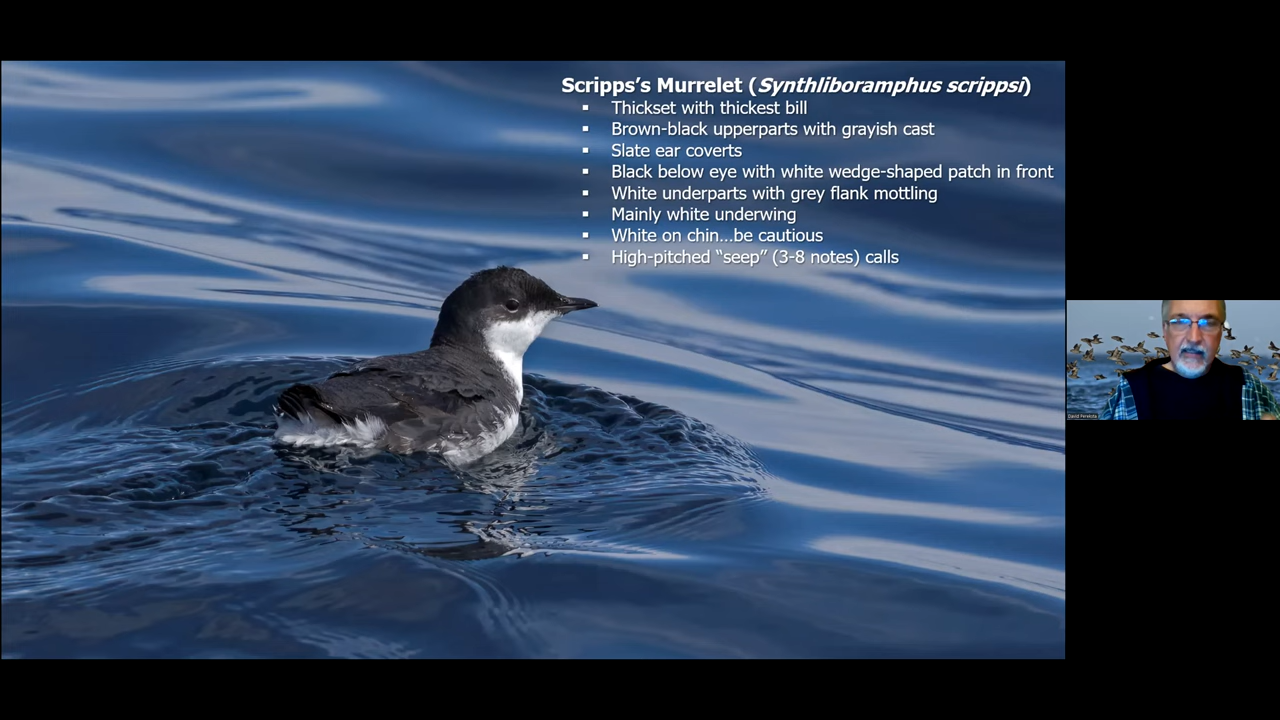 Scripps's Murrelet (Synthliboramphus scrippsi)
▪ Thickset with thickest bill
▪ Brown-black upperparts with grayish cast
▪ Slate ear coverts
▪ Black below eye with white wedge-shaped patch in front
▪ White underparts with grey flank mottling
▪ Mainly white underwing
▪ White on chin...be cautious
▪ High-pitched “seep” (3-8 notes) calls
David